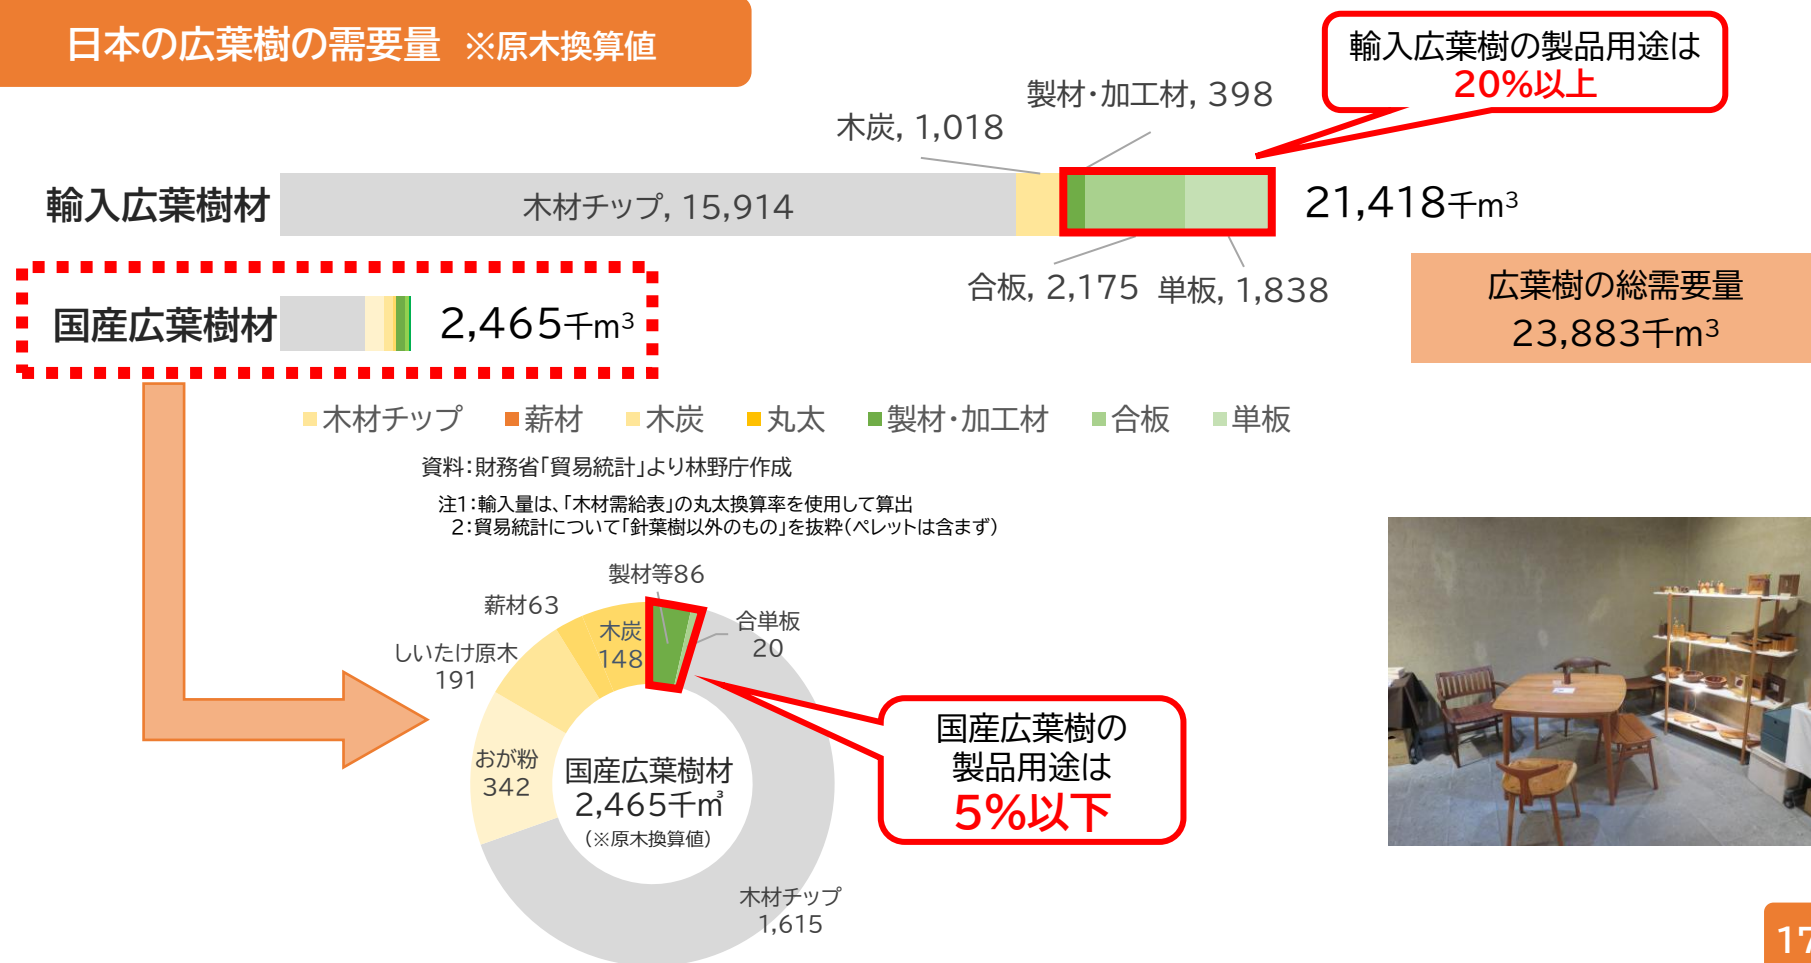 日本の広葉樹の需要量 ※原木換算値
輸入広葉樹の製品用途は
20%以上
製材・加工材, 398
木炭, 1,018
輸入広葉樹材
木材チップ, 15,914
21,418千m³
合板, 2,175 単板, 1,838
広葉樹の総需要量
23,883千m³
国産広葉樹材
2,465千m³
木材チップ 薪材 木炭 丸太 製材・加工材 合板 単板
資料：財務省「貿易統計」より林野庁作成
注1：輸入量は、「木材需給表」の丸太換算率を使用して算出
2：貿易統計について「針葉樹以外のもの」を抜粋(ペレットは含まず)
製材等86
薪材63
合単板
20
木炭
148
しいたけ原木
191
おが粉
342
国産広葉樹材
2,465千㎥
(※原木換算値)
国産広葉樹の
製品用途は
5%以下
木材チップ
1,615
17